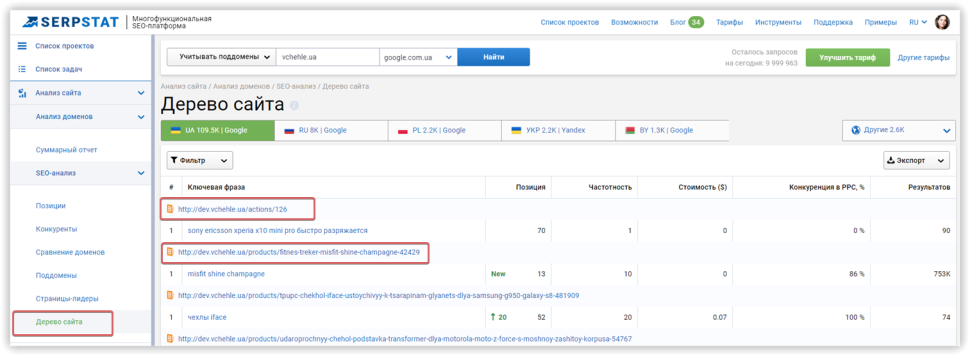 SERPSTAT
Многофункциональная
SEO-платформа
Список проектов
Возможности
Блог 34
Тарифы
Инструменты
Поддержка
Примеры
RU
Список проектов
Список задач
Анализ сайта
Анализ доменов
Суммарный отчет
SEO-анализ
Позиции
Конкуренты
Сравнение доменов
Поддомены
Страницы-лидеры
Дерево сайта
Учитывать поддомены
vchehle.ua
google.com.ua
Найти
Осталось запросов
на сегодня: 9 999 963
Улучшить тариф
Другие тарифы
Анализ сайта / Анализ доменов / SEO-анализ / Дерево сайта
Дерево сайта i
UA 109.5K | Google
RU 8K | Google
PL 2.2K | Google
УКР 2.2K | Yandex
BY 1.3K | Google
Другие 2.6K
Фильтр
Экспорт
# Ключевая фраза Позиция Частотность Стоимость ($) Конкуренция в PPC, % Результатов
http://dev.vchehle.ua/actions/126
1 sony ericsson xperia x10 mini pro быстро разряжается 70 1 0 0 90
http://dev.vchehle.ua/products/fitnes-treker-misfit-shine-champagne-42429
1 misfit shine champagne New 13 10 0 86 % 753K
http://dev.vchehle.ua/products/tpupc-chekhol-iface-ustoychivyy-k-tsarapinam-glyanets-dlya-samsung-g950-galaxy-s8-481909
1 чехлы iface 20 52 20 0.07 100 % 74
http://dev.vchehle.ua/products/udaroprochnyy-chehol-podstavka-transformer-dlya-motorola-moto-z-force-s-moshnoy-zashitoy-korpusa-54767